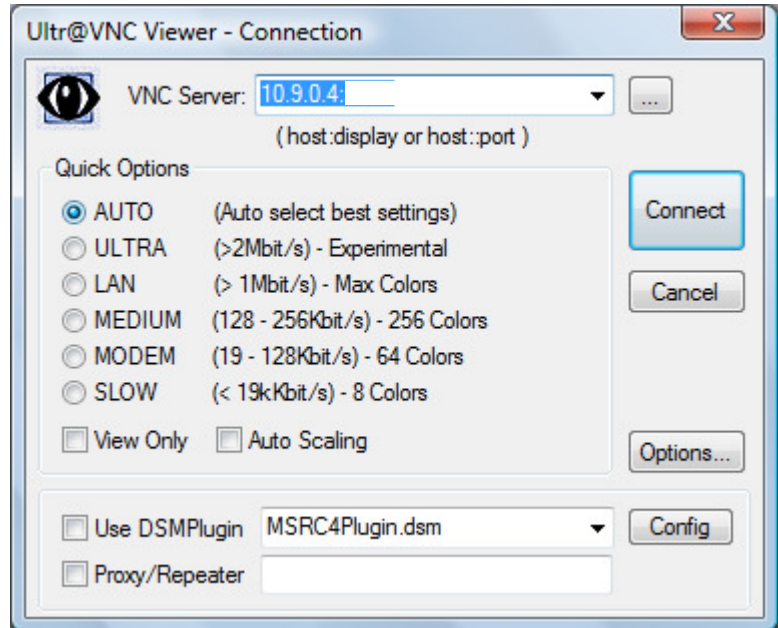 Ultr@VNC Viewer - Connection
VNC Server: 10.9.0.4: ...
( host:display or host::port )
Quick Options
AUTO (Auto select best settings)
ULTRA (>2Mbit/s) - Experimental
LAN (> 1Mbit/s) - Max Colors
MEDIUM (128 - 256Kbit/s) - 256 Colors
MODEM (19 - 128Kbit/s) - 64 Colors
SLOW (< 19kKbit/s) - 8 Colors
View Only Auto Scaling
Connect
Cancel
Options...
Use DSMPlugin MSRC4Plugin.dsm Config
Proxy/Repeater